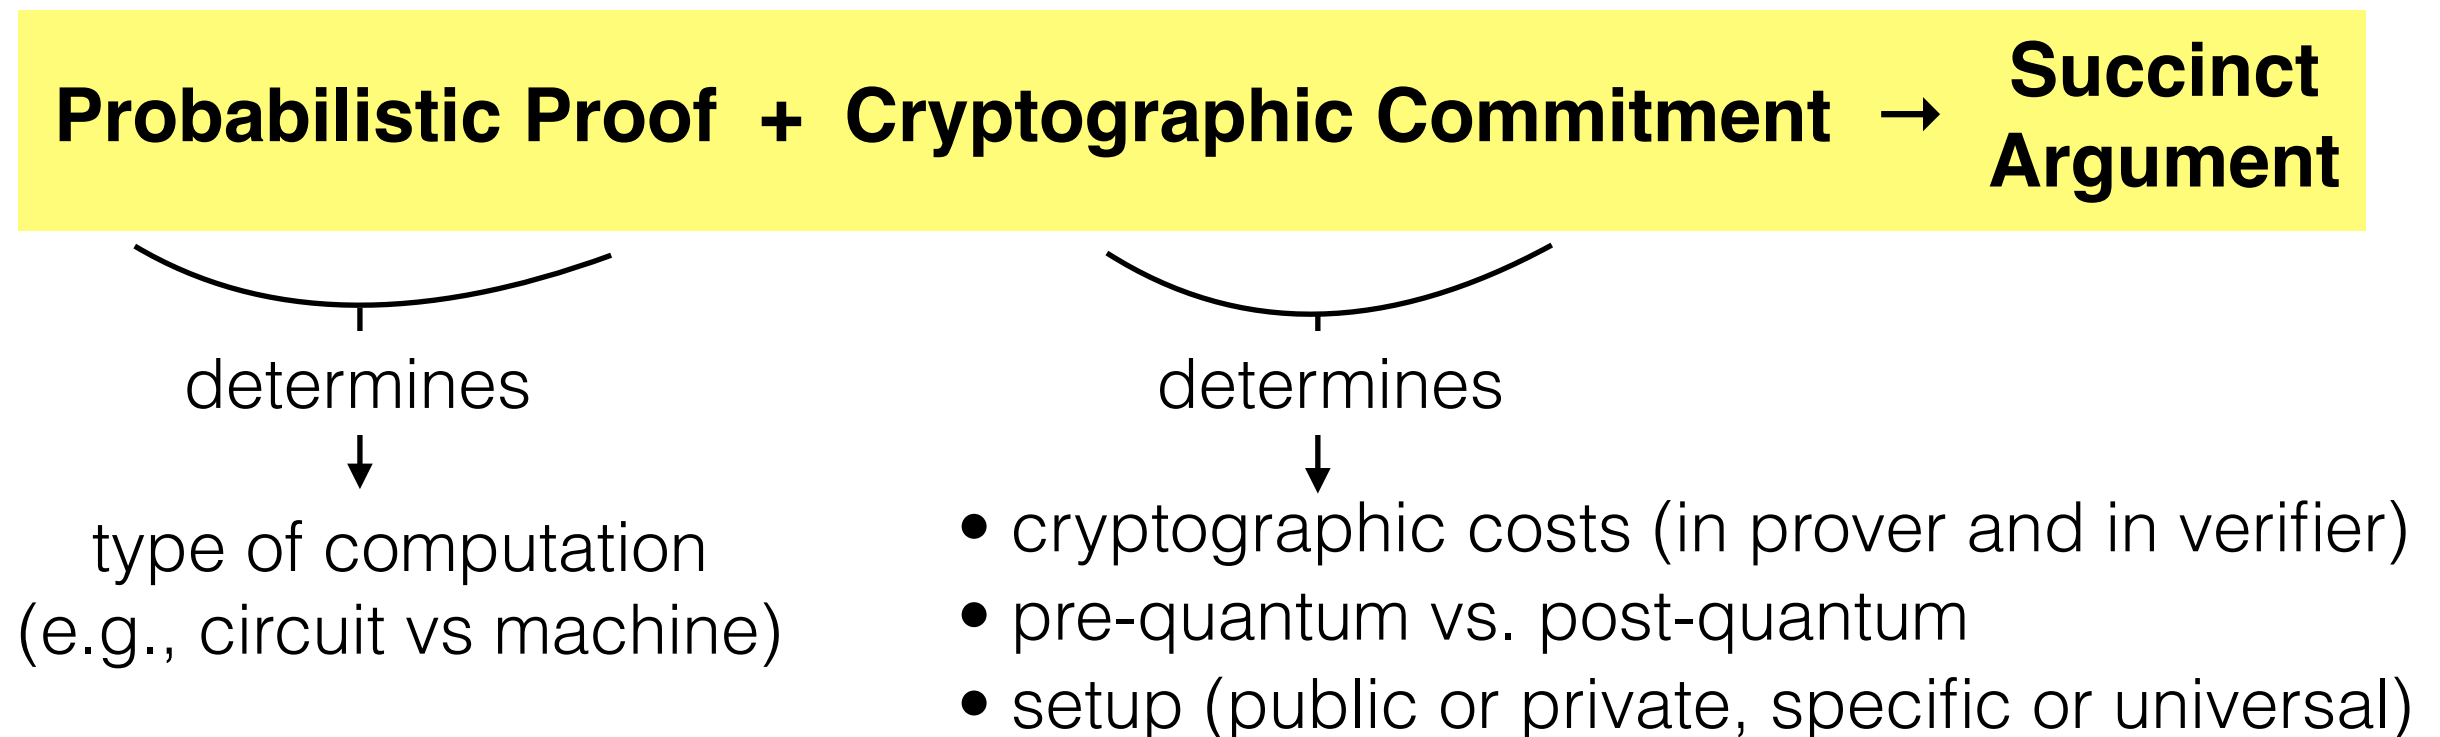 Probabilistic Proof + Cryptographic Commitment → Succinct Argument
determines
type of computation
(e.g., circuit vs machine)
determines
• cryptographic costs (in prover and in verifier)
• pre-quantum vs. post-quantum
• setup (public or private, specific or universal)